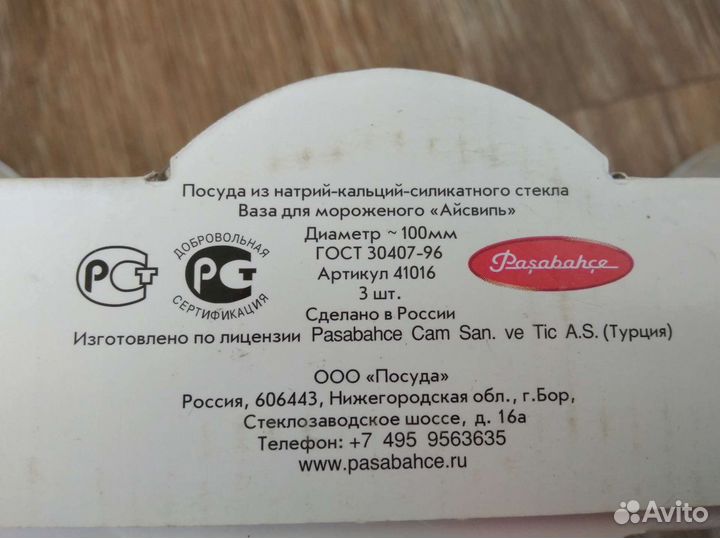 Посуда из натрий-кальций-силикатного стекла
Ваза для мороженого «Айсвиль»
Диаметр ~ 100мм
ГОСТ 30407-96
Артикул 41016
3 шт.
Сделано в России
Изготовлено по лицензии Pasabahce Cam San. ve Tic A.S. (Турция)
РСТ
ДОБРОВОЛЬНАЯ
РСТ
СЕРТИФИКАЦИЯ
Paşabahçe
ООО «Посуда»
Россия, 606443, Нижегородская обл., г.Бор,
Стеклозаводское шоссе, д. 16а
Телефон: +7 495 9563635
www.pasabahce.ru
Avito